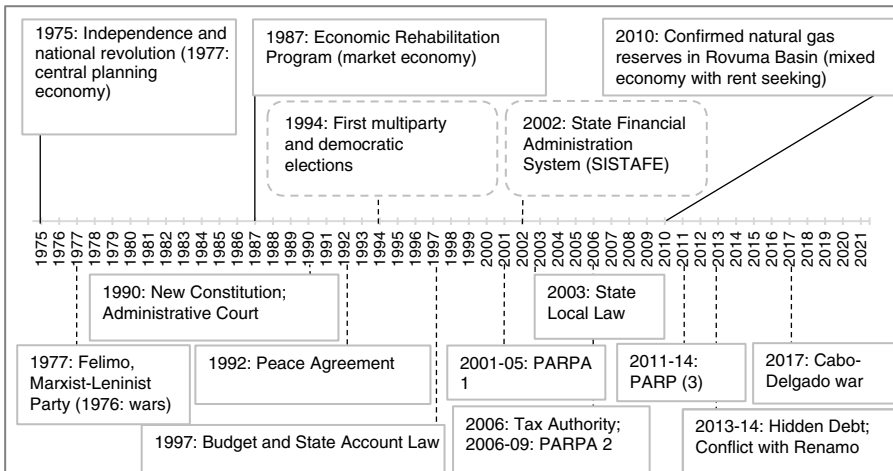 1975: Independence and
national revolution (1977:
central planning
economy)
1987: Economic Rehabilitation
Program (market economy)
2010: Confirmed natural gas
reserves in Rovuma Basin (mixed
economy with rent seeking)
1994: First multiparty
and democratic
elections
2002: State Financial
Administration
System (SISTAFE)
1975
1976
1977
1978
1979
1980
1981
1982
1983
1984
1985
1986
1987
1988
1989
1990
1991
1992
1993
1994
1995
1996
1997
1998
1999
2000
2001
2002
2003
2004
2005
2006
2007
2008
2009
2010
2011
2012
2013
2014
2015
2016
2017
2018
2019
2020
2021
1990: New Constitution;
Administrative Court
2003: State
Local Law
1977: Felimo,
Marxist-Leninist
Party (1976: wars)
1992: Peace Agreement
2001-05: PARPA
1
2011-14:
PARP (3)
2017: Cabo-
Delgado war
1997: Budget and State Account Law
2006: Tax Authority;
2006-09: PARPA 2
2013-14: Hidden Debt;
Conflict with Renamo